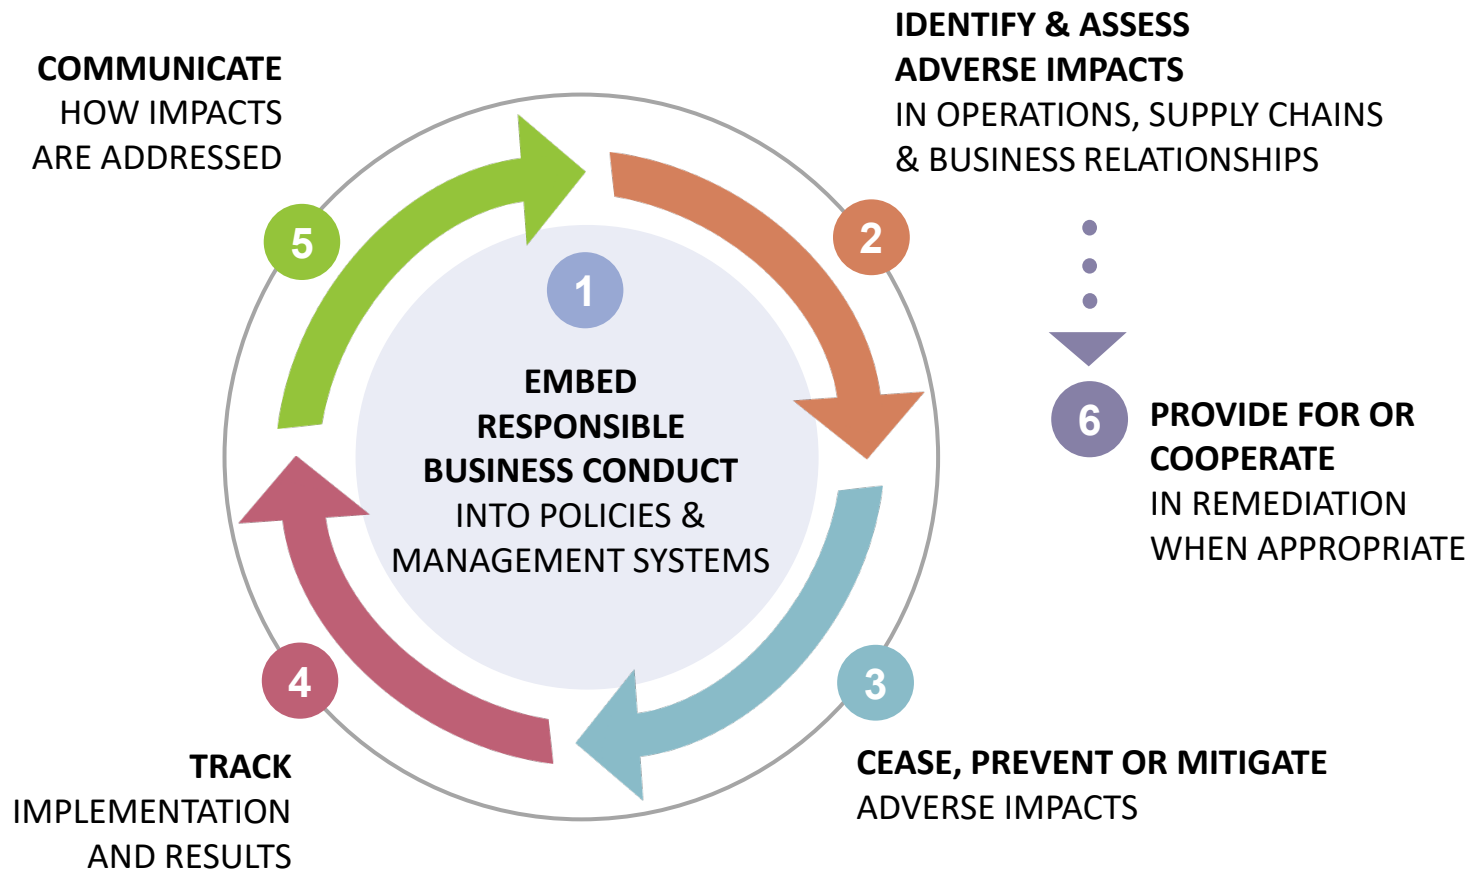 1
EMBED
RESPONSIBLE
BUSINESS CONDUCT
INTO POLICIES &
MANAGEMENT SYSTEMS
2
IDENTIFY & ASSESS
ADVERSE IMPACTS
IN OPERATIONS, SUPPLY CHAINS
& BUSINESS RELATIONSHIPS
3
CEASE, PREVENT OR MITIGATE
ADVERSE IMPACTS
4
TRACK
IMPLEMENTATION
AND RESULTS
5
COMMUNICATE
HOW IMPACTS
ARE ADDRESSED
6
PROVIDE FOR OR
COOPERATE
IN REMEDIATION
WHEN APPROPRIATE